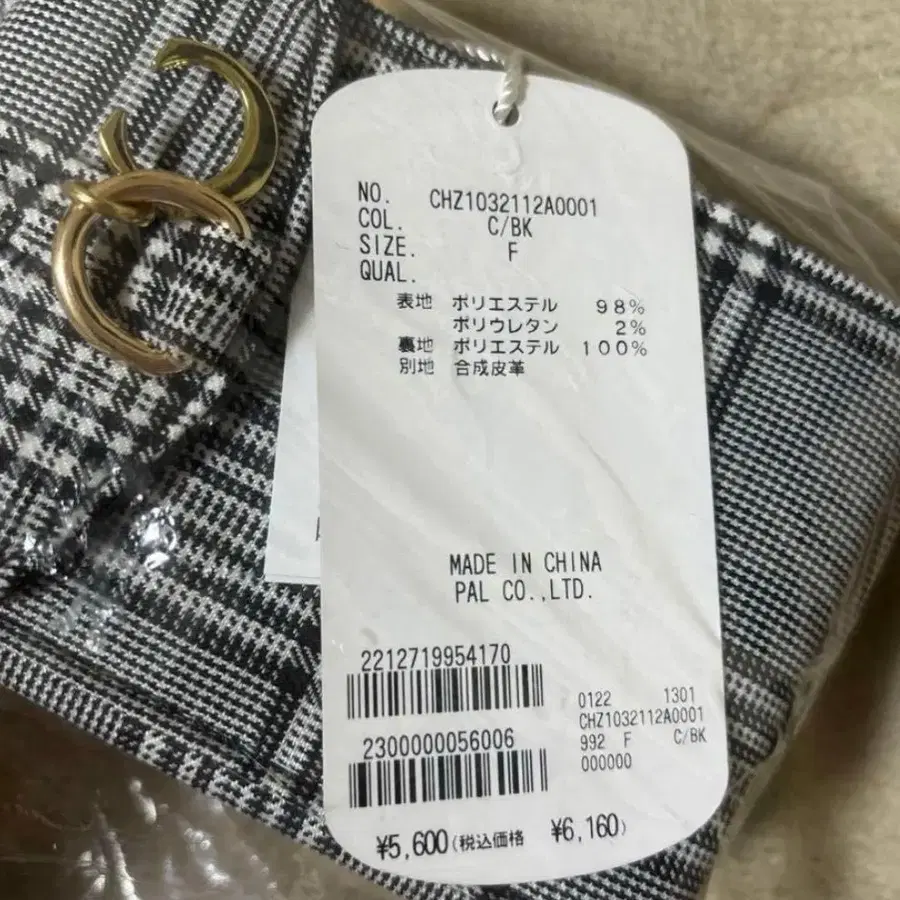 NO. CHZ1032112A0001
COL. C/BK
SIZE. F
QUAL.
表地 ポリエステル 98%
ポリウレタン 2%
裏地 ポリエステル 100%
別地 合成皮革
MADE IN CHINA
PAL CO.,LTD.
2212719954170
2300000056006
0122 1301
CHZ1032112A0001
992 F C/BK
000000
¥5,600(税込価格 ¥6,160)